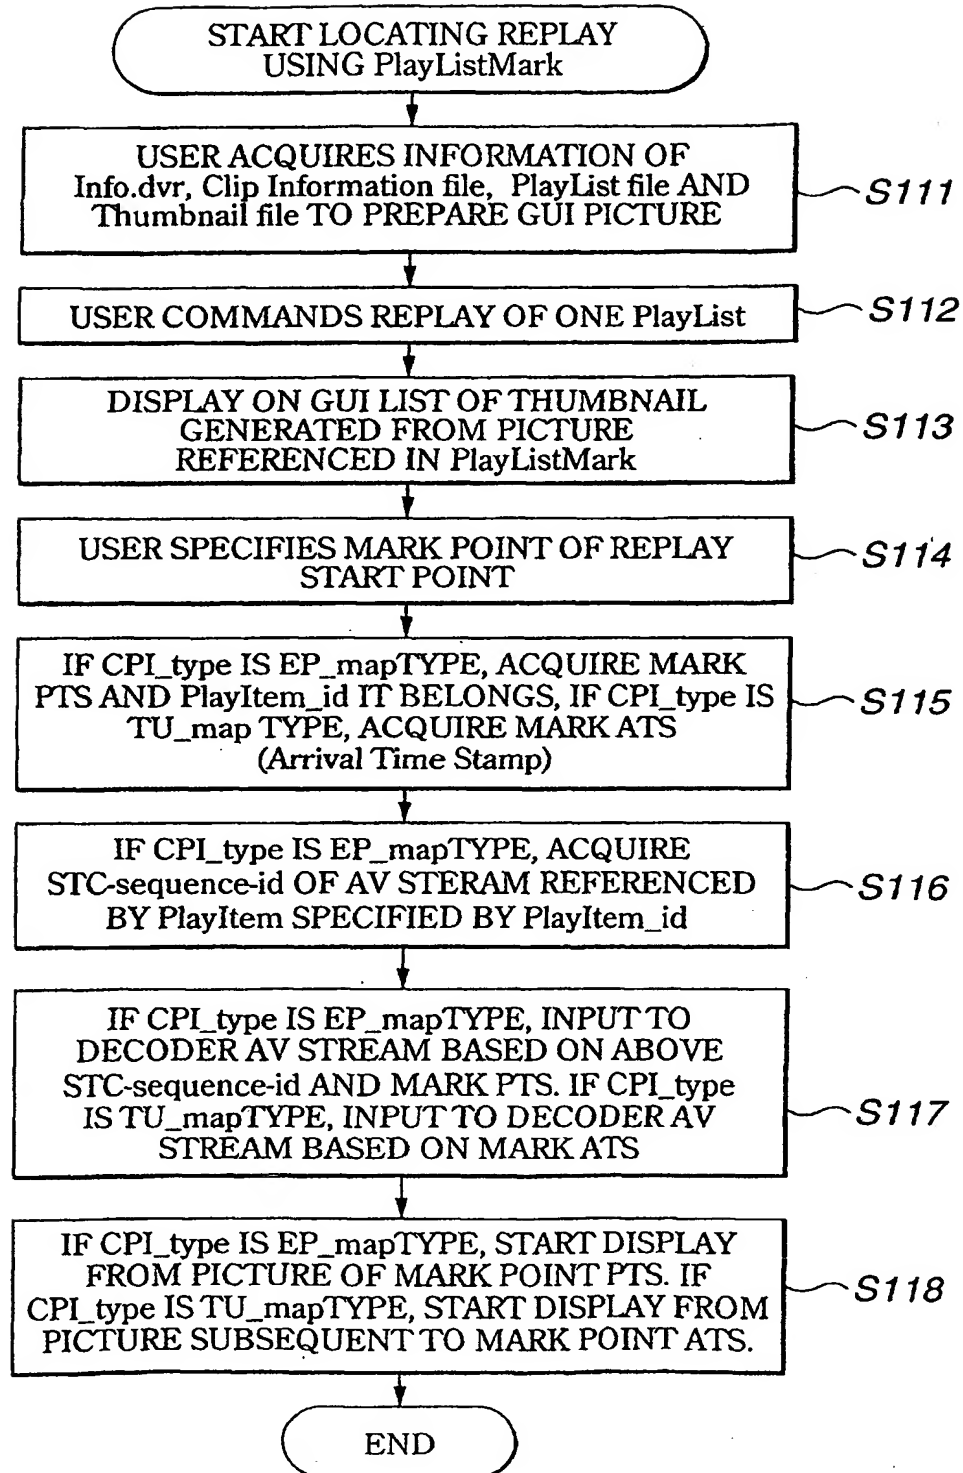 START LOCATING REPLAY
USING PlayListMark
USER ACQUIRES INFORMATION OF
Info.dvr, Clip Information file, PlayList file AND
Thumbnail file TO PREPARE GUI PICTURE
S111
USER COMMANDS REPLAY OF ONE PlayList
S112
DISPLAY ON GUI LIST OF THUMBNAIL
GENERATED FROM PICTURE
REFERENCED IN PlayListMark
S113
USER SPECIFIES MARK POINT OF REPLAY
START POINT
S114
IF CPI_type IS EP_mapTYPE, ACQUIRE MARK
PTS AND PlayItem_id IT BELONGS, IF CPI_type IS
TU_map TYPE, ACQUIRE MARK ATS
(Arrival Time Stamp)
S115
IF CPI_type IS EP_mapTYPE, ACQUIRE
STC-sequence-id OF AV STERAM REFERENCED
BY PlayItem SPECIFIED BY PlayItem_id
S116
IF CPI_type IS EP_mapTYPE, INPUT TO
DECODER AV STREAM BASED ON ABOVE
STC-sequence-id AND MARK PTS. IF CPI_type
IS TU_mapTYPE, INPUT TO DECODER AV
STREAM BASED ON MARK ATS
S117
IF CPI_type IS EP_mapTYPE, START DISPLAY
FROM PICTURE OF MARK POINT PTS. IF
CPI_type IS TU_mapTYPE, START DISPLAY FROM
PICTURE SUBSEQUENT TO MARK POINT ATS.
S118
END